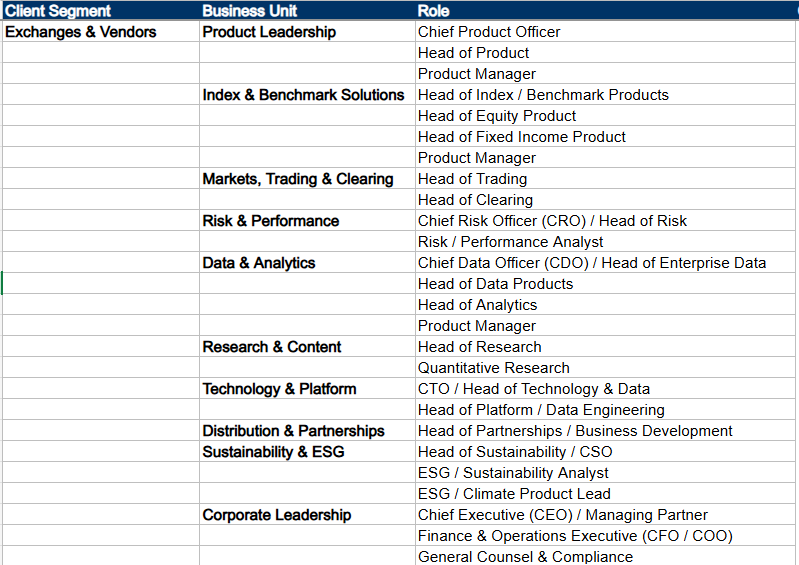 Client Segment Business Unit Role
Exchanges & Vendors Product Leadership Chief Product Officer
Head of Product
Product Manager
Index & Benchmark Solutions Head of Index / Benchmark Products
Head of Equity Product
Head of Fixed Income Product
Product Manager
Markets, Trading & Clearing Head of Trading
Head of Clearing
Risk & Performance Chief Risk Officer (CRO) / Head of Risk
Risk / Performance Analyst
Data & Analytics Chief Data Officer (CDO) / Head of Enterprise Data
Head of Data Products
Head of Analytics
Product Manager
Research & Content Head of Research
Quantitative Research
Technology & Platform CTO / Head of Technology & Data
Head of Platform / Data Engineering
Distribution & Partnerships Head of Partnerships / Business Development
Sustainability & ESG Head of Sustainability / CSO
ESG / Sustainability Analyst
ESG / Climate Product Lead
Corporate Leadership Chief Executive (CEO) / Managing Partner
Finance & Operations Executive (CFO / COO)
General Counsel & Compliance